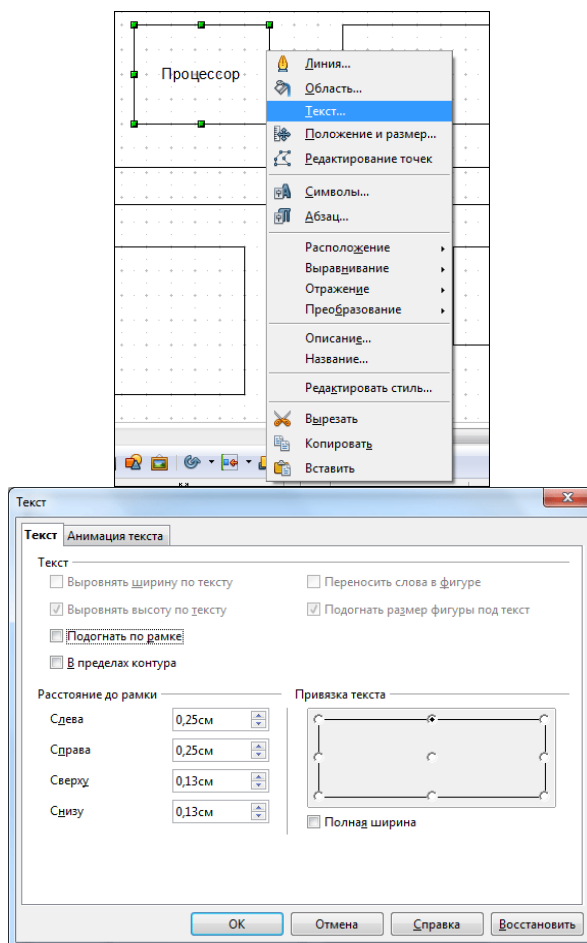 Процессор
Линия...
Область...
Текст...
Положение и размер...
Редактирование точек
Символы...
Абзац...
Расположение
Выравнивание
Отражение
Преобразование
Описание...
Название...
Редактировать стиль...
Вырезать
Копировать
Вставить
Текст
Текст Анимация текста
Текст
Выровнять ширину по тексту Переносить слова в фигуре
Выровнять высоту по тексту Подогнать размер фигуры под текст
Подогнать по рамке
В пределах контура
Расстояние до рамки Привязка текста
Слева 0,25см
Справа 0,25см
Сверху 0,13см
Снизу 0,13см
Полная ширина
OK Отмена Справка Восстановить